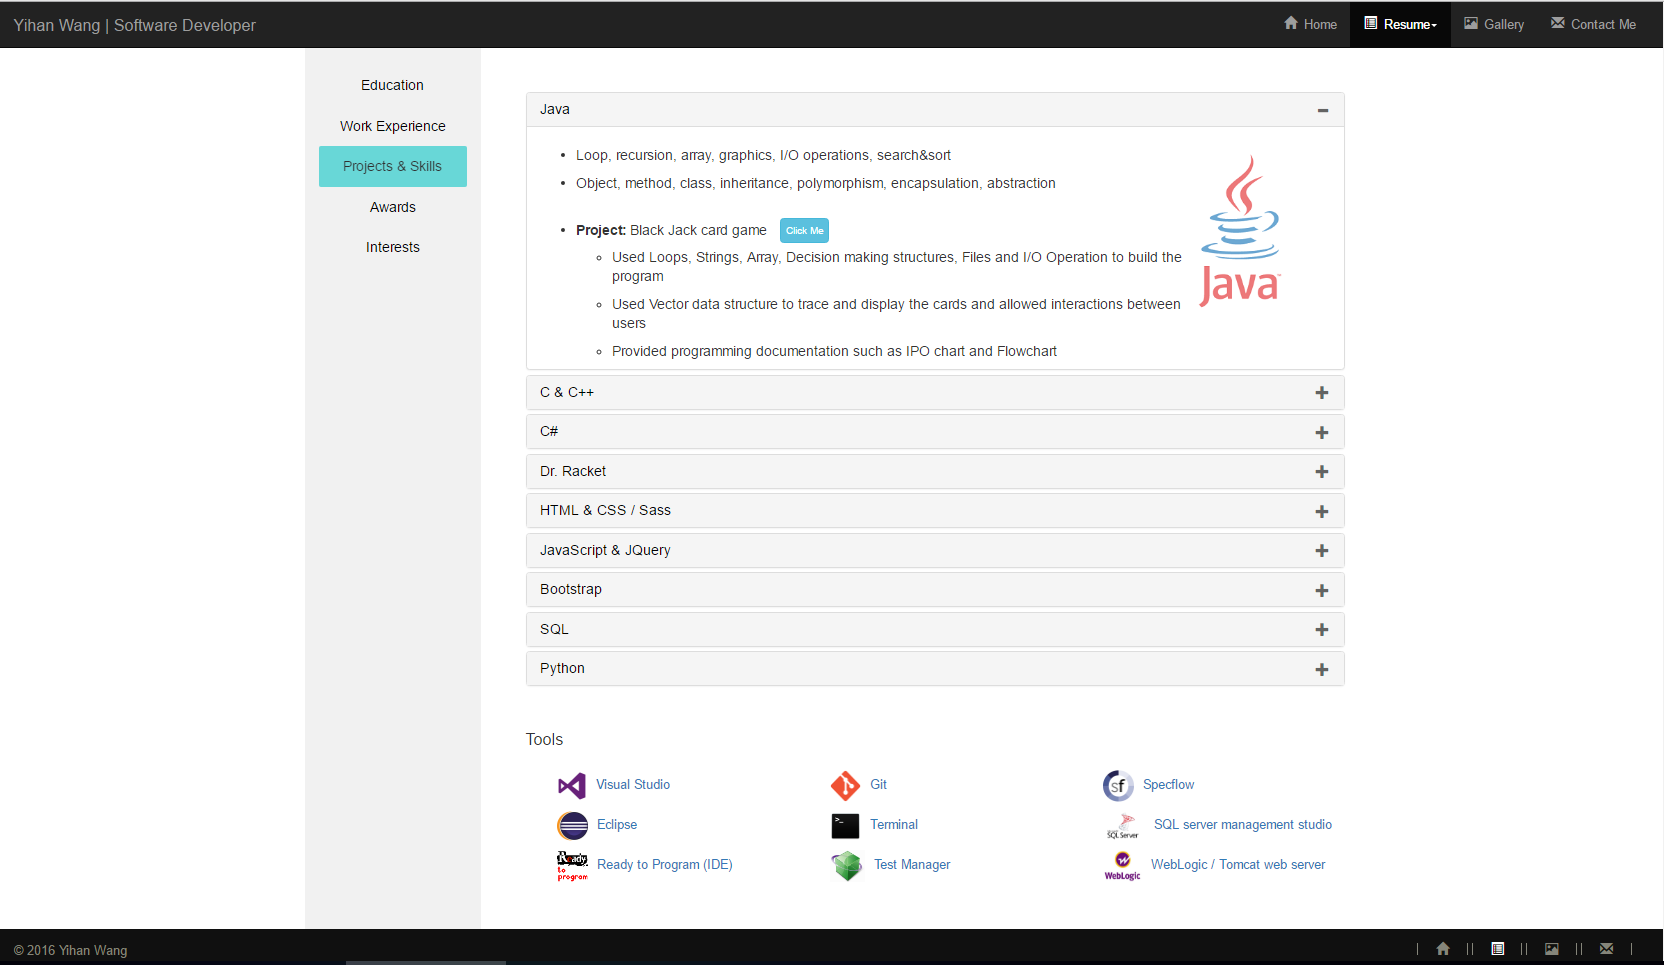 Yihan Wang | Software Developer
Home
Resume
Gallery
Contact Me
Education
Work Experience
Projects & Skills
Awards
Interests
Java
Loop, recursion, array, graphics, I/O operations, search&sort
Object, method, class, inheritance, polymorphism, encapsulation, abstraction
Project: Black Jack card game Click Me
Used Loops, Strings, Array, Decision making structures, Files and I/O Operation to build the
program
Used Vector data structure to trace and display the cards and allowed interactions between
users
Provided programming documentation such as IPO chart and Flowchart
Java™
C & C++
C#
Dr. Racket
HTML & CSS / Sass
JavaScript & JQuery
Bootstrap
SQL
Python
Tools
Visual Studio
Git
sf
Specflow
Eclipse
>_
Terminal
SQL Server
SQL server management studio
Ready
to
program
Ready to Program (IDE)
Test Manager
WebLogic
WebLogic / Tomcat web server
© 2016 Yihan Wang
| || || || |